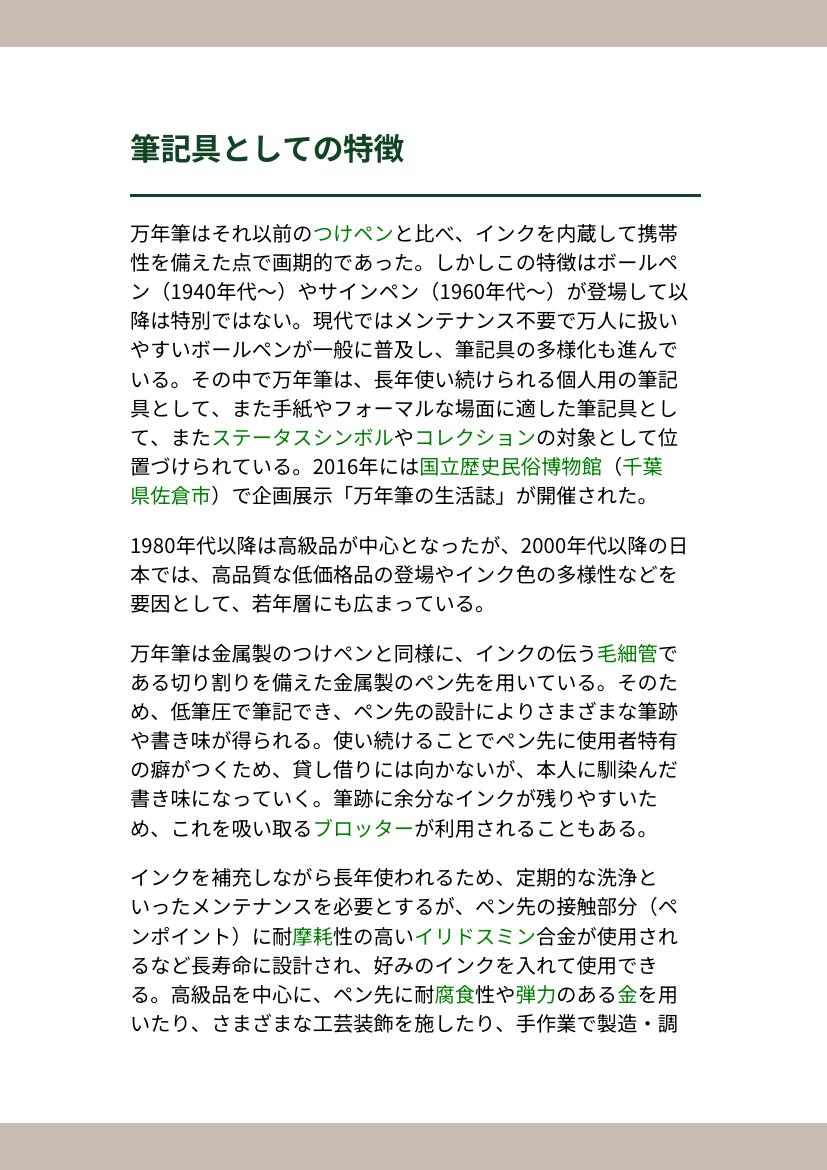 筆記具としての特徴
万年筆はそれ以前のつけペンと比べ、インクを内蔵して携帯
性を備えた点で画期的であった。しかしこの特徴はボールペ
ン（1940年代〜）やサインペン（1960年代〜）が登場して以
降は特別ではない。現代ではメンテナンス不要で万人に扱い
やすいボールペンが一般に普及し、筆記具の多様化も進んで
いる。その中で万年筆は、長年使い続けられる個人用の筆記
具として、また手紙やフォーマルな場面に適した筆記具とし
て、またステータスシンボルやコレクションの対象として位
置づけられている。2016年には国立歴史民俗博物館（千葉
県佐倉市）で企画展示「万年筆の生活誌」が開催された。
1980年代以降は高級品が中心となったが、2000年代以降の日
本では、高品質な低価格品の登場やインク色の多様性などを
要因として、若年層にも広まっている。
万年筆は金属製のつけペンと同様に、インクの伝う毛細管で
ある切り割りを備えた金属製のペン先を用いている。そのた
め、低筆圧で筆記でき、ペン先の設計によりさまざまな筆跡
や書き味が得られる。使い続けることでペン先に使用者特有
の癖がつくため、貸し借りには向かないが、本人に馴染んだ
書き味になっていく。筆跡に余分なインクが残りやすいた
め、これを吸い取るブロッターが利用されることもある。
インクを補充しながら長年使われるため、定期的な洗浄と
いったメンテナンスを必要とするが、ペン先の接触部分（ペ
ンポイント）に耐摩耗性の高いイリドスミン合金が使用され
るなど長寿命に設計され、好みのインクを入れて使用でき
る。高級品を中心に、ペン先に耐腐食性や弾力のある金を用
いたり、さまざまな工芸装飾を施したり、手作業で製造・調